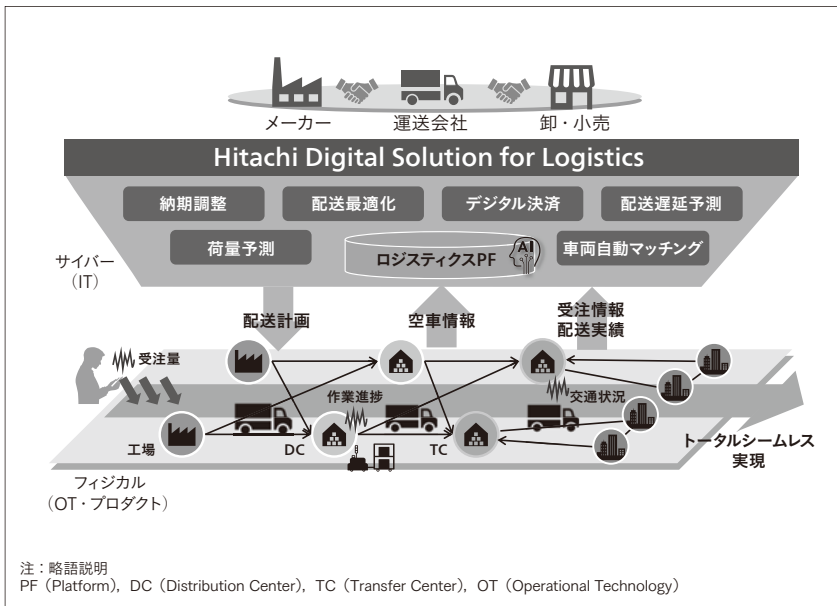 メーカー
運送会社
卸・小売
Hitachi Digital Solution for Logistics
納期調整
配送最適化
デジタル決済
配送遅延予測
荷量予測
ロジスティクスPF
AI
車両自動マッチング
サイバー
（IT）
配送計画
空車情報
受注情報
配送実績
受注量
作業進捗
交通状況
工場
DC
TC
トータルシームレス
実現
フィジカル
（OT・プロダクト）
注：略語説明
PF（Platform），DC（Distribution Center），TC（Transfer Center），OT（Operational Technology）